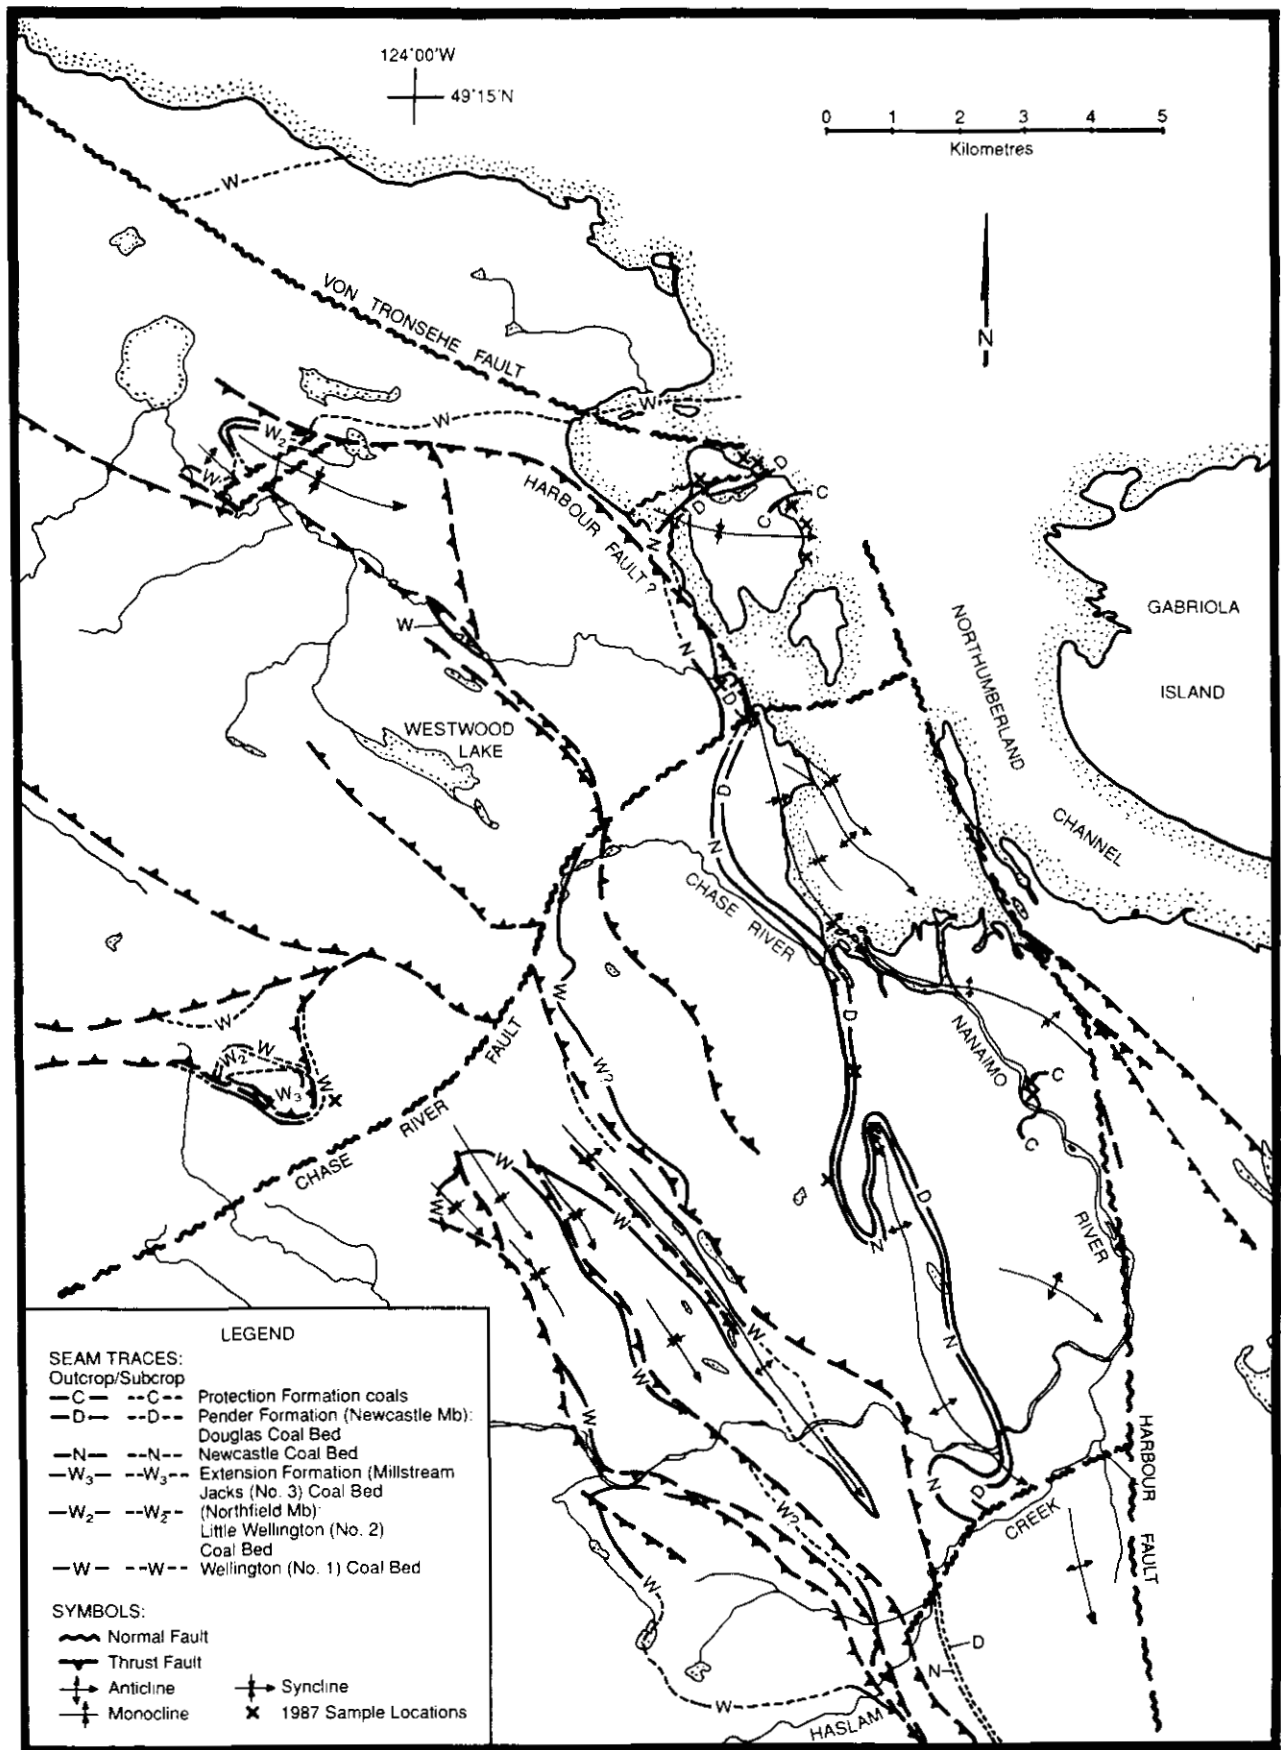 124°00'W
49°15'N
0 1 2 3 4 5
Kilometres
W
N
VON TRONSEHE FAULT
W
W
W2
W
D
C
D
C
HARBOUR FAULT?
N
GABRIOLA
ISLAND
NORTHUMBERLAND
CHANNEL
W
N
D
WESTWOOD
LAKE
D
N
CHASE RIVER
W
D
NANAIMO
RIVER
W
W2
W
W
W3
FAULT
RIVER
CHASE
W?
C
C
W
W
W
D
N
N
W
W
W
N
D
CREEK
HARBOUR FAULT
W?
W
D
N
W
HASLAM
LEGEND
SEAM TRACES:
Outcrop/Subcrop
—C— --C-- Protection Formation coals
—D— --D-- Pender Formation (Newcastle Mb):
Douglas Coal Bed
—N— --N-- Newcastle Coal Bed
—W3— --W3-- Extension Formation (Millstream
Jacks (No. 3) Coal Bed
—W2— --W2-- (Northfield Mb):
Little Wellington (No. 2)
Coal Bed
—W— --W-- Wellington (No. 1) Coal Bed
SYMBOLS:
Normal Fault
Thrust Fault
Anticline Syncline
Monocline x 1987 Sample Locations